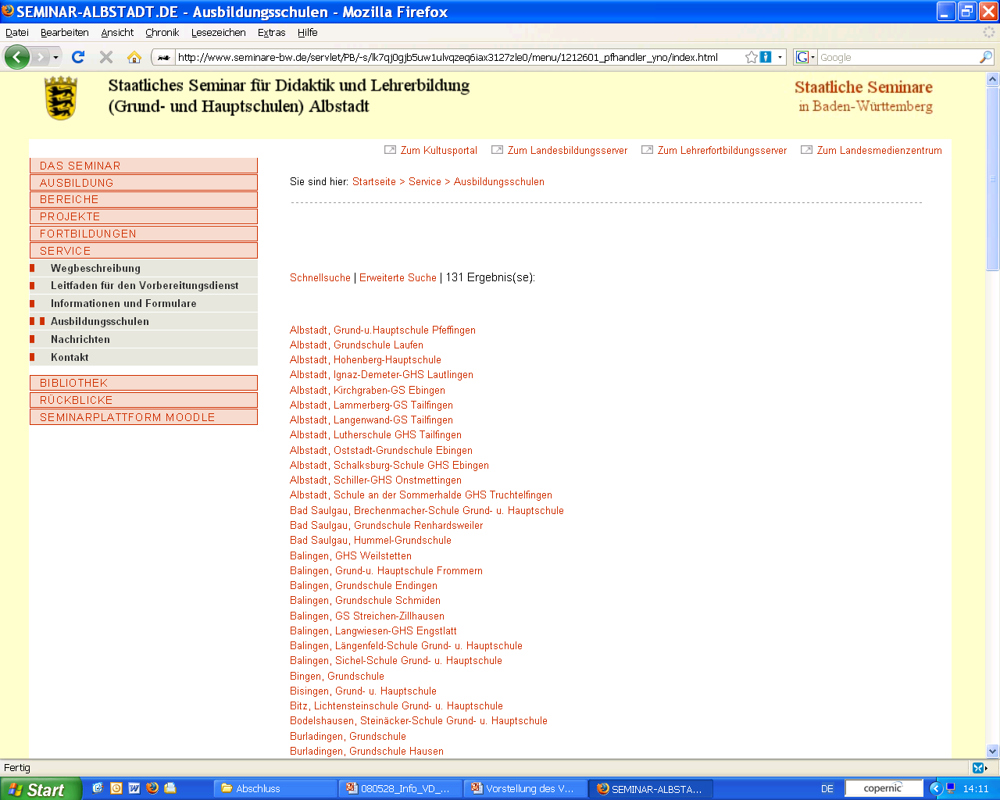 SEMINAR-ALBSTADT.DE - Ausbildungsschulen - Mozilla Firefox
Datei Bearbeiten Ansicht Chronik Lesezeichen Extras Hilfe
http://www.seminare-bw.de/servlet/PB/-s/lk7qj0gjb5uw1ulvqzeq6iax3127zle0/menu/1212601_pfhandler_yno/index.html
G Google
Staatliches Seminar für Didaktik und Lehrerbildung
(Grund- und Hauptschulen) Albstadt
Staatliche Seminare
in Baden-Württemberg
Zum Kultusportal Zum Landesbildungsserver Zum Lehrerfortbildungsserver Zum Landesmedienzentrum
DAS SEMINAR
AUSBILDUNG
BEREICHE
PROJEKTE
FORTBILDUNGEN
SERVICE
Wegbeschreibung
Leitfaden für den Vorbereitungsdienst
Informationen und Formulare
Ausbildungsschulen
Nachrichten
Kontakt
BIBLIOTHEK
RÜCKBLICKE
SEMINARPLATTFORM MOODLE
Sie sind hier: Startseite > Service > Ausbildungsschulen
Schnellsuche | Erweiterte Suche | 131 Ergebnis(se):
Albstadt, Grund-u.Hauptschule Pfeffingen
Albstadt, Grundschule Laufen
Albstadt, Hohenberg-Hauptschule
Albstadt, Ignaz-Demeter-GHS Lautlingen
Albstadt, Kirchgraben-GS Ebingen
Albstadt, Lammerberg-GS Tailfingen
Albstadt, Langenwand-GS Tailfingen
Albstadt, Lutherschule GHS Tailfingen
Albstadt, Oststadt-Grundschule Ebingen
Albstadt, Schalksburg-Schule GHS Ebingen
Albstadt, Schiller-GHS Onstmettingen
Albstadt, Schule an der Sommerhalde GHS Truchtelfingen
Bad Saulgau, Brechenmacher-Schule Grund- u. Hauptschule
Bad Saulgau, Grundschule Renhardsweiler
Bad Saulgau, Hummel-Grundschule
Balingen, GHS Weilstetten
Balingen, Grund-u. Hauptschule Frommern
Balingen, Grundschule Endingen
Balingen, Grundschule Schmiden
Balingen, GS Streichen-Zillhausen
Balingen, Langwiesen-GHS Engstlatt
Balingen, Längenfeld-Schule Grund- u. Hauptschule
Balingen, Sichel-Schule Grund- u. Hauptschule
Bingen, Grundschule
Bisingen, Grund- u. Hauptschule
Bitz, Lichtensteinschule Grund- u. Hauptschule
Bodelshausen, Steinäcker-Schule Grund- u. Hauptschule
Burladingen, Grundschule
Burladingen, Grundschule Hausen
Fertig
Start Abschluss 080528_Info_VD_... Vorstellung des V... SEMINAR-ALBSTA... DE copernic 14:11